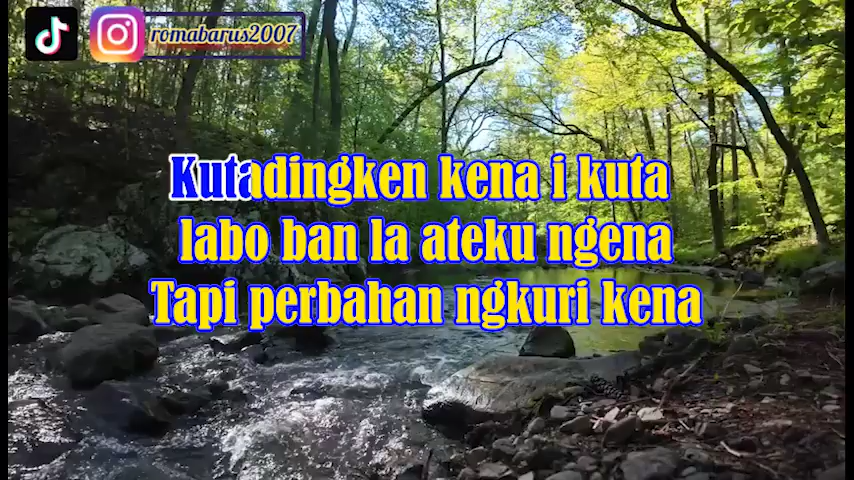 romabarus2007
Kutadingken kena i kuta
labo ban la ateku ngena
Tapi perbahan ngkuri kena